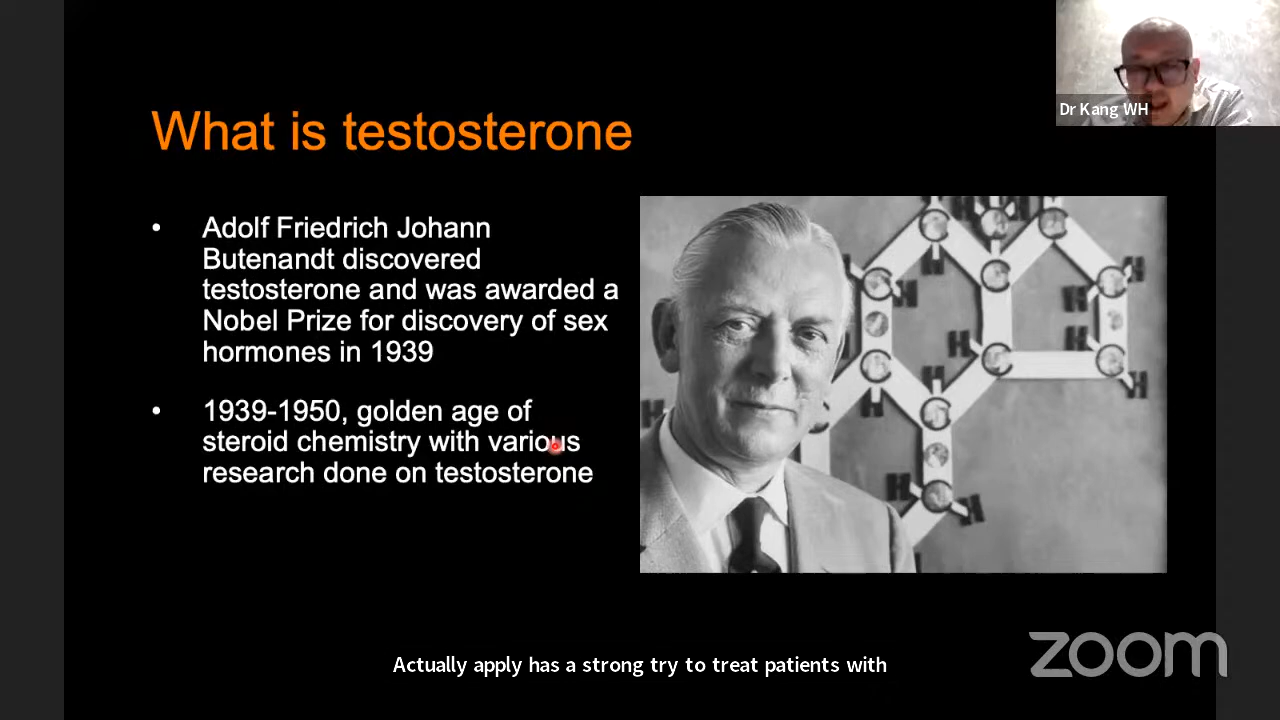 Dr Kang WH
What is testosterone
• Adolf Friedrich Johann
Butenandt discovered
testosterone and was awarded a
Nobel Prize for discovery of sex
hormones in 1939
• 1939-1950, golden age of
steroid chemistry with various
research done on testosterone
H H H
H H
H H
H H
H H
H H
H
H H
Actually apply has a strong try to treat patients with
zoom